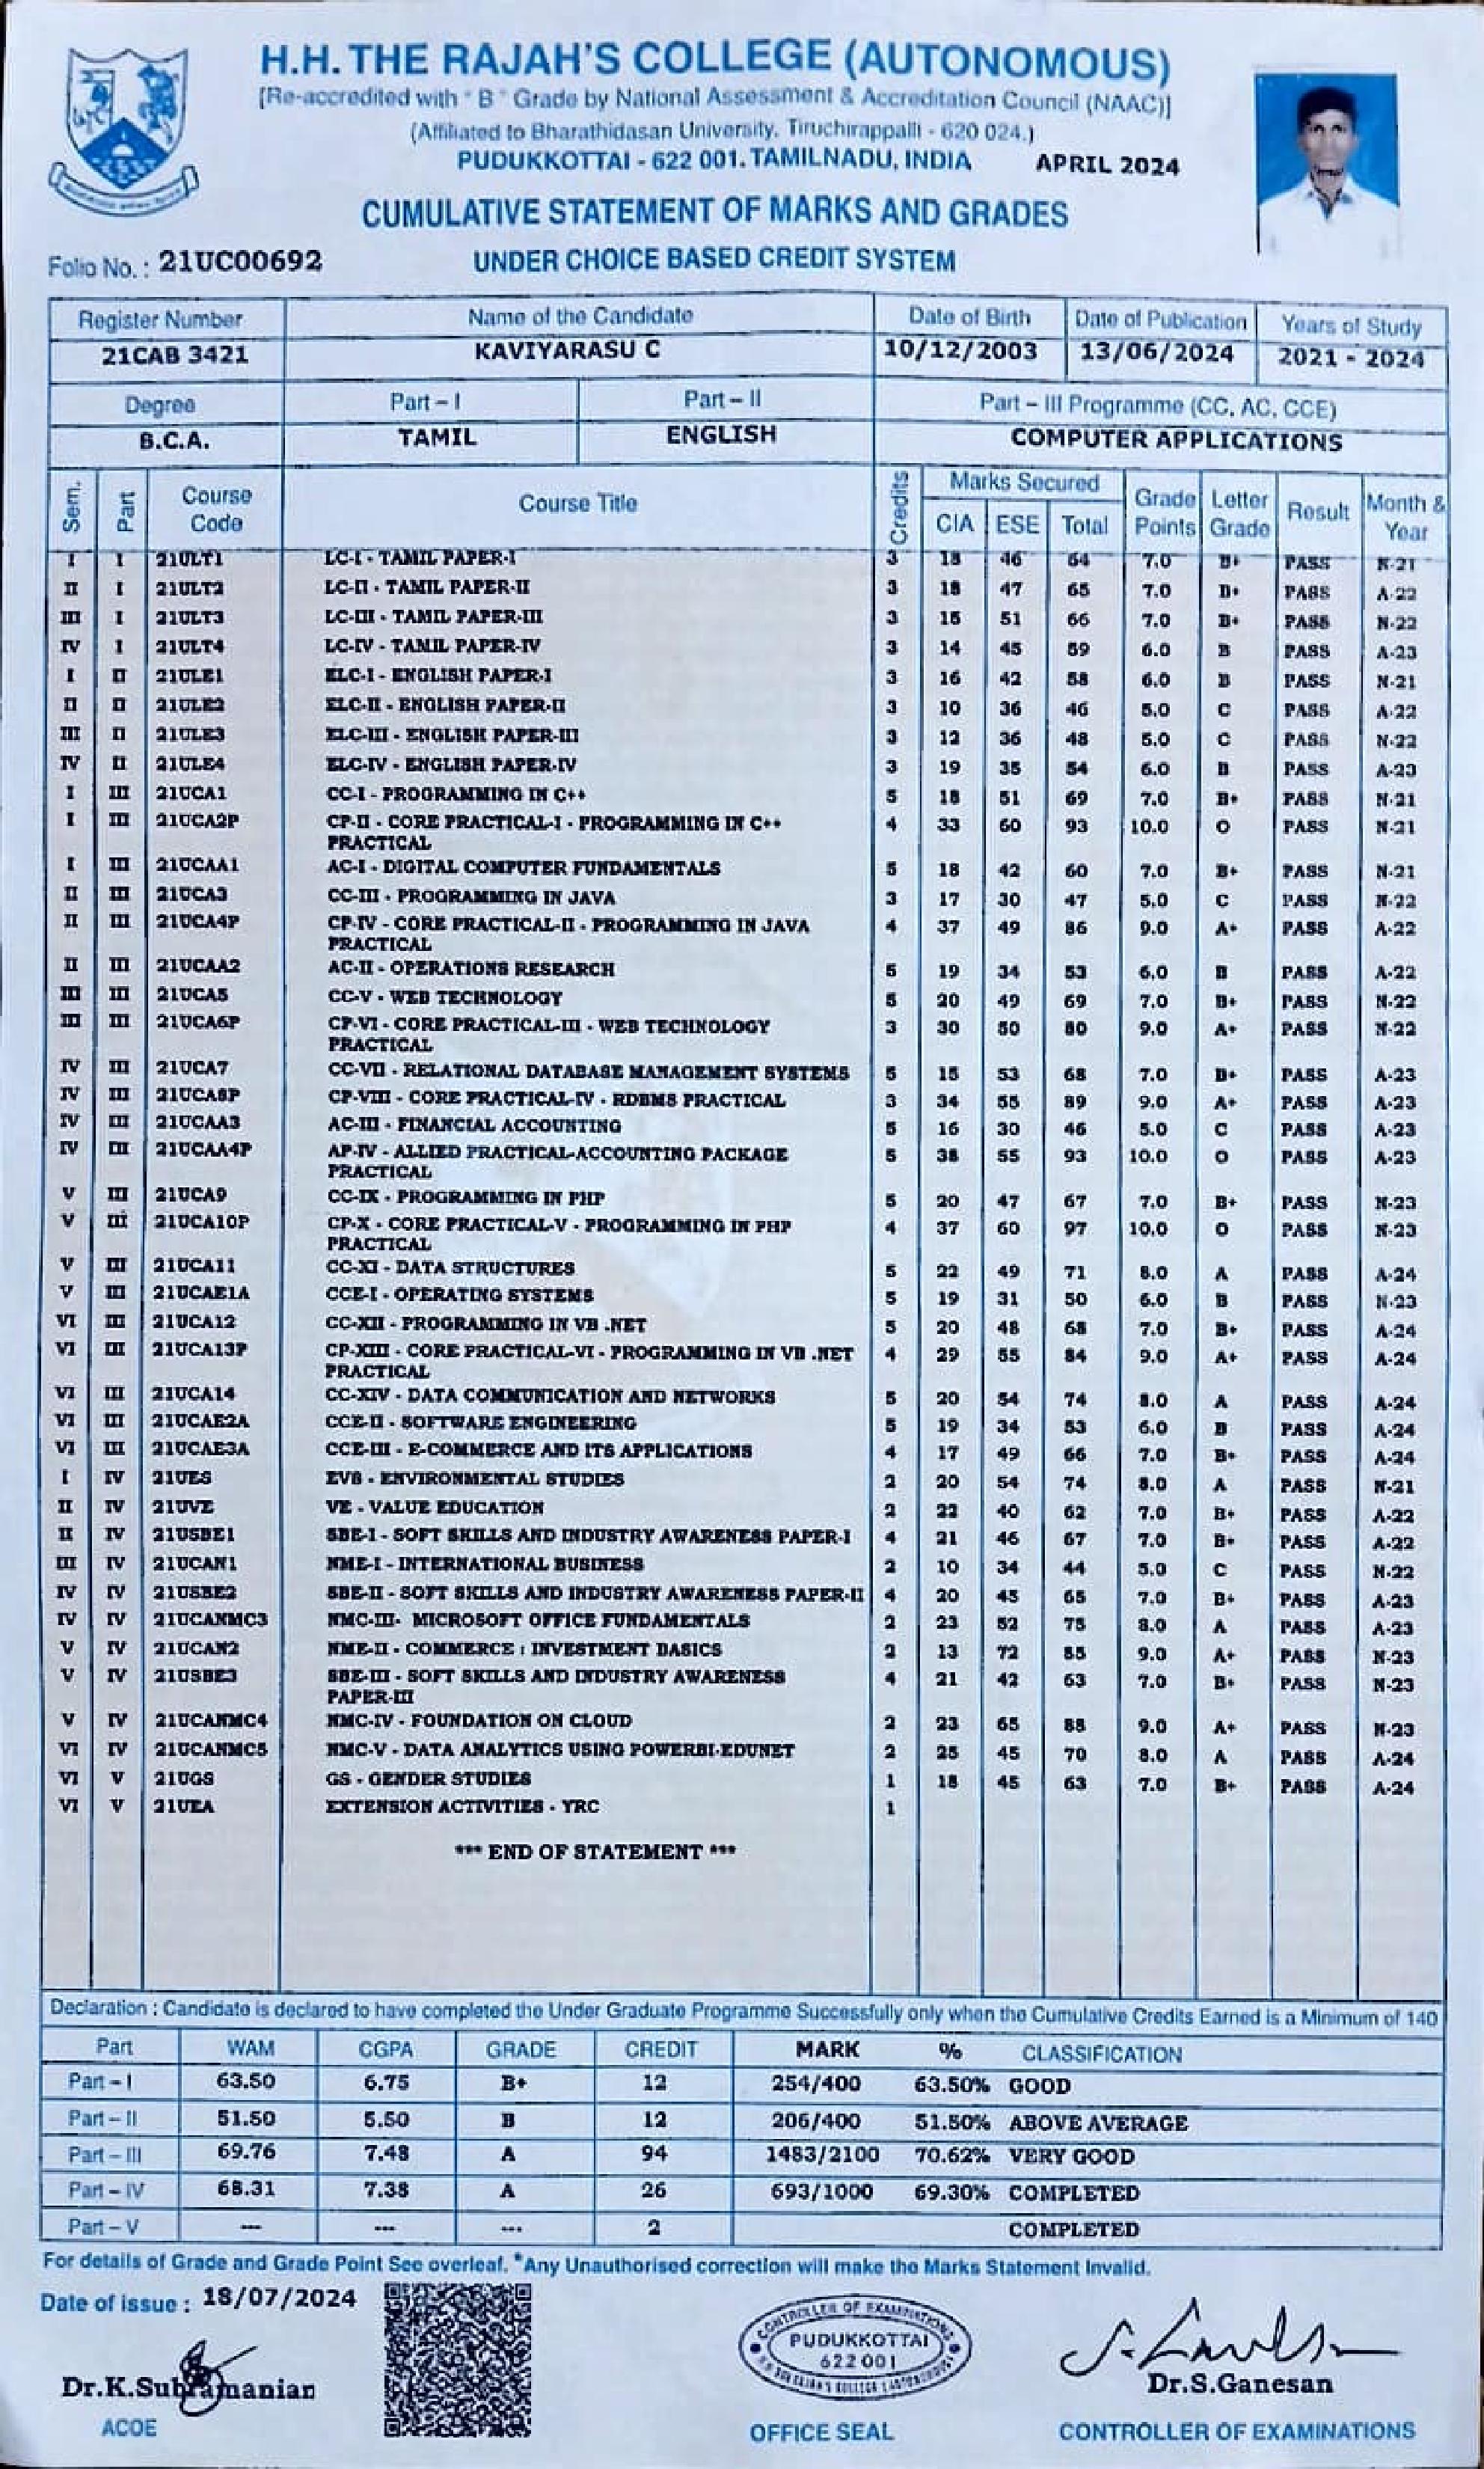 H.H. THE RAJAH'S COLLEGE (AUTONOMOUS)
[Re-accredited with "B" Grade by National Assessment & Accreditation Council (NAAC)]
(Affiliated to Bharathidasan University, Tiruchirappalli - 620 024.)
PUDUKKOTTAI - 622 001. TAMILNADU, INDIA APRIL 2024
CUMULATIVE STATEMENT OF MARKS AND GRADES
Folio No. : 21UC00692 UNDER CHOICE BASED CREDIT SYSTEM
Register Number Name of the Candidate Date of Birth Date of Publication Years of Study
21CAB 3421 KAVIYARASU C 10/12/2003 13/06/2024 2021 - 2024
Degree Part – I Part – II Part – III Programme (CC, AC, CCE)
B.C.A. TAMIL ENGLISH COMPUTER APPLICATIONS
Sem. Part Course Code Course Title Credits Marks Secured CIA ESE Total Grade Points Letter Grade Result Month & Year
I I 21ULT1 LC-I - TAMIL PAPER-I 3 18 46 64 7.0 B+ PASS N-21
II I 21ULT2 LC-II - TAMIL PAPER-II 3 18 47 65 7.0 B+ PASS A-22
III I 21ULT3 LC-III - TAMIL PAPER-III 3 15 51 66 7.0 B+ PASS N-22
IV I 21ULT4 LC-IV - TAMIL PAPER-IV 3 14 45 59 6.0 B PASS A-23
I II 21ULE1 ELC-I - ENGLISH PAPER-I 3 16 42 58 6.0 B PASS N-21
II II 21ULE2 ELC-II - ENGLISH PAPER-II 3 10 36 46 5.0 C PASS A-22
III II 21ULE3 ELC-III - ENGLISH PAPER-III 3 12 36 48 5.0 C PASS N-22
IV II 21ULE4 ELC-IV - ENGLISH PAPER-IV 3 19 35 54 6.0 B PASS A-23
I III 21UCA1 CC-I - PROGRAMMING IN C++ 5 18 51 69 7.0 B+ PASS N-21
I III 21UCA2P CP-II - CORE PRACTICAL-I - PROGRAMMING IN C++ 4 33 60 93 10.0 O PASS N-21
PRACTICAL
I III 21UCAA1 AC-I - DIGITAL COMPUTER FUNDAMENTALS 5 18 42 60 7.0 B+ PASS N-21
II III 21UCA3 CC-III - PROGRAMMING IN JAVA 3 17 30 47 5.0 C PASS N-22
II III 21UCA4P CP-IV - CORE PRACTICAL-II - PROGRAMMING IN JAVA 4 37 49 86 9.0 A+ PASS A-22
PRACTICAL
II III 21UCAA2 AC-II - OPERATIONS RESEARCH 5 19 34 53 6.0 B PASS A-22
III III 21UCA5 CC-V - WEB TECHNOLOGY 5 20 49 69 7.0 B+ PASS N-22
III III 21UCA6P CP-VI - CORE PRACTICAL-III - WEB TECHNOLOGY 3 30 50 80 9.0 A+ PASS N-22
PRACTICAL
IV III 21UCA7 CC-VII - RELATIONAL DATABASE MANAGEMENT SYSTEMS 5 15 53 68 7.0 B+ PASS A-23
IV III 21UCA8P CP-VIII - CORE PRACTICAL-IV - RDBMS PRACTICAL 3 34 55 89 9.0 A+ PASS A-23
IV III 21UCAA3 AC-III - FINANCIAL ACCOUNTING 5 16 30 46 5.0 C PASS A-23
IV III 21UCAA4P AP-IV - ALLIED PRACTICAL-ACCOUNTING PACKAGE 5 38 55 93 10.0 O PASS A-23
PRACTICAL
V III 21UCA9 CC-IX - PROGRAMMING IN PHP 5 20 47 67 7.0 B+ PASS N-23
V III 21UCA10P CP-X - CORE PRACTICAL-V - PROGRAMMING IN PHP 4 37 60 97 10.0 O PASS N-23
PRACTICAL
V III 21UCA11 CC-XI - DATA STRUCTURES 5 22 49 71 8.0 A PASS A-24
V III 21UCAE1A CCE-I - OPERATING SYSTEMS 5 19 31 50 6.0 B PASS N-23
VI III 21UCA12 CC-XII - PROGRAMMING IN VB .NET 5 20 48 68 7.0 B+ PASS A-24
VI III 21UCA13P CP-XIII - CORE PRACTICAL-VI - PROGRAMMING IN VB .NET 4 29 55 84 9.0 A+ PASS A-24
PRACTICAL
VI III 21UCA14 CC-XIV - DATA COMMUNICATION AND NETWORKS 5 20 54 74 8.0 A PASS A-24
VI III 21UCAE2A CCE-II - SOFTWARE ENGINEERING 5 19 34 53 6.0 B PASS A-24
VI III 21UCAE3A CCE-III - E-COMMERCE AND ITS APPLICATIONS 4 17 49 66 7.0 B+ PASS A-24
I IV 21UES EVS - ENVIRONMENTAL STUDIES 2 20 54 74 8.0 A PASS N-21
II IV 21UVE VE - VALUE EDUCATION 2 22 40 62 7.0 B+ PASS A-22
II IV 21USBE1 SBE-I - SOFT SKILLS AND INDUSTRY AWARENESS PAPER-I 4 21 46 67 7.0 B+ PASS A-22
III IV 21UCAN1 NME-I - INTERNATIONAL BUSINESS 2 10 34 44 5.0 C PASS N-22
IV IV 21USBE2 SBE-II - SOFT SKILLS AND INDUSTRY AWARENESS PAPER-II 4 20 45 65 7.0 B+ PASS A-23
IV IV 21UCANMC3 NMC-III- MICROSOFT OFFICE FUNDAMENTALS 2 23 52 75 8.0 A PASS A-23
V IV 21UCAN2 NME-II - COMMERCE : INVESTMENT BASICS 2 13 72 85 9.0 A+ PASS N-23
V IV 21USBE3 SBE-III - SOFT SKILLS AND INDUSTRY AWARENESS 4 21 42 63 7.0 B+ PASS N-23
PAPER-III
V IV 21UCANMC4 NMC-IV - FOUNDATION ON CLOUD 2 23 65 88 9.0 A+ PASS N-23
VI IV 21UCANMC5 NMC-V - DATA ANALYTICS USING POWERBI-EDUNET 2 25 45 70 8.0 A PASS A-24
VI V 21UGS GS - GENDER STUDIES 1 18 45 63 7.0 B+ PASS A-24
VI V 21UEA EXTENSION ACTIVITIES - YRC 1
*** END OF STATEMENT ***
Declaration : Candidate is declared to have completed the Under Graduate Programme Successfully only when the Cumulative Credits Earned is a Minimum of 140
Part WAM CGPA GRADE CREDIT MARK % CLASSIFICATION
Part – I 63.50 6.75 B+ 12 254/400 63.50% GOOD
Part – II 51.50 5.50 B 12 206/400 51.50% ABOVE AVERAGE
Part – III 69.76 7.48 A 94 1483/2100 70.62% VERY GOOD
Part – IV 68.31 7.38 A 26 693/1000 69.30% COMPLETED
Part – V --- --- --- 2 COMPLETED
For details of Grade and Grade Point See overleaf. *Any Unauthorised correction will make the Marks Statement Invalid.
Date of issue : 18/07/2024
CONTROLLER OF EXAMINATIONS
PUDUKKOTTAI
622 001
Dr.K.Subramanian
Dr.S.Ganesan
ACOE OFFICE SEAL CONTROLLER OF EXAMINATIONS